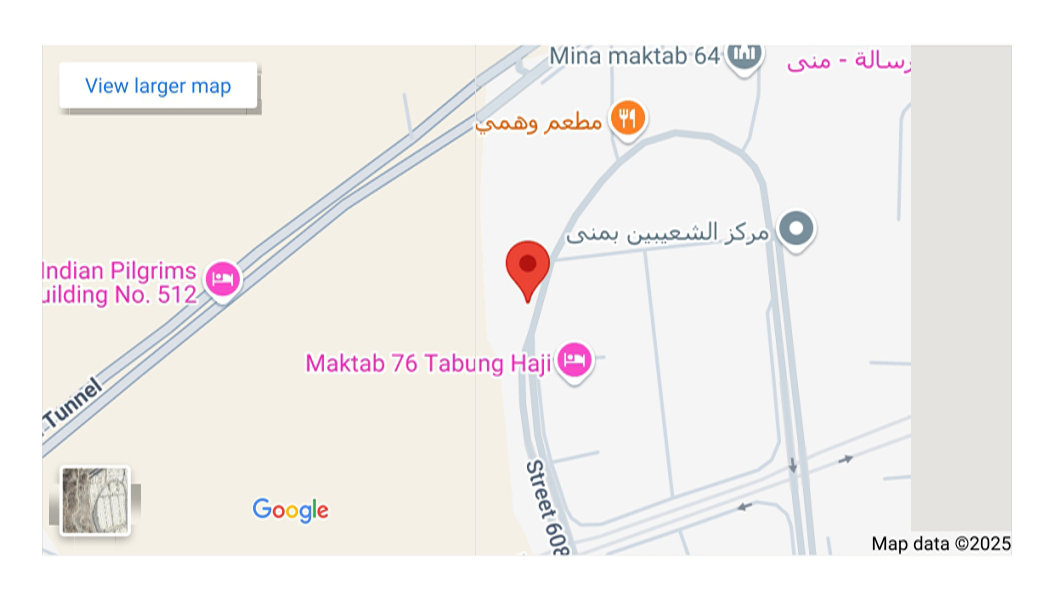 Mina maktab 64
رسالة - منى
View larger map
مطعم وهمي
مركز الشعيبين بمنى
Indian Pilgrims
uilding No. 512
Maktab 76 Tabung Haji
Tunnel
Street 608
Google
Map data ©2025